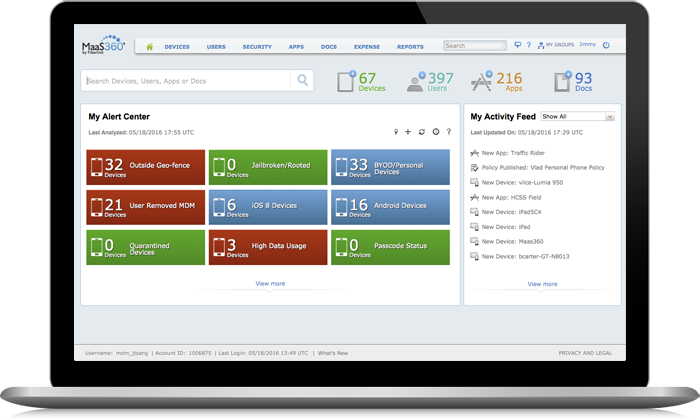 MaaS360
by Fiberlink
DEVICES USERS SECURITY APPS DOCS EXPENSE REPORTS
Search
? MY GROUPS Jimmy
Search Devices, Users, Apps or Docs
67 Devices
397 Users
216 Apps
93 Docs
My Alert Center
Last Analyzed: 05/18/2016 17:55 UTC
?
32 Devices Outside Geo-fence
0 Devices Jailbroken/Rooted
33 Devices BYOD/Personal Devices
21 Devices User Removed MDM
6 Devices iOS 8 Devices
16 Devices Android Devices
0 Devices Quarantined Devices
3 Devices High Data Usage
0 Devices Passcode Status
View more
My Activity Feed Show All
Last Updated On: 05/18/2016 17:29 UTC
New App: Traffic Rider
Policy Published: Vlad Personal Phone Policy
New Device: vilca-Lumia 950
New App: HCSS Field
New Device: iPad5C4
New Device: iPad
New Device: Maas360
New Device: bcarter-GT-N8013
View more
Username: mdm_jtsang | Account ID: 1006875 | Last Login: 05/18/2016 13:49 UTC | What's New
PRIVACY AND LEGAL